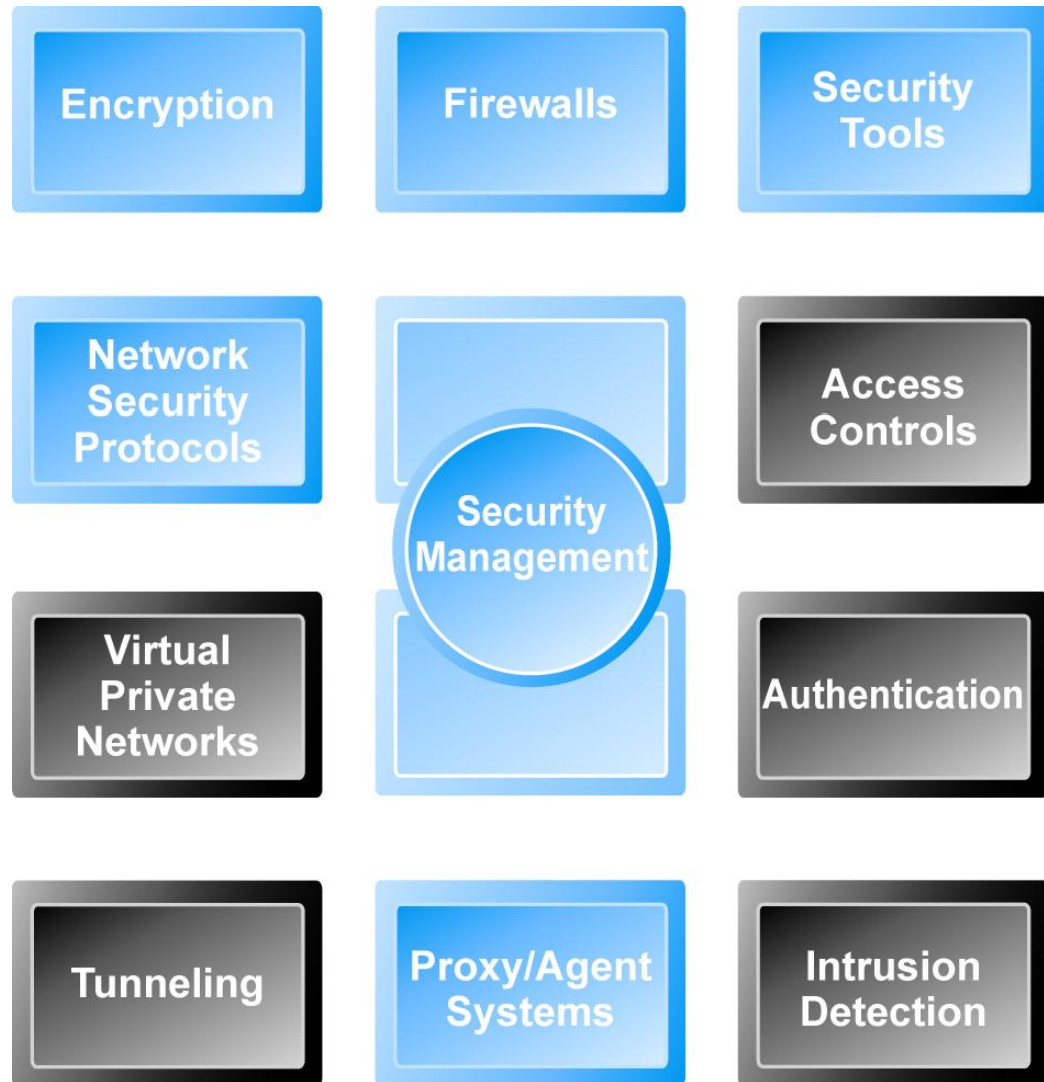 Encryption
Firewalls
Security
Tools
Network
Security
Protocols
Security
Management
Access
Controls
Virtual
Private
Networks
Authentication
Tunneling
Proxy/Agent
Systems
Intrusion
Detection